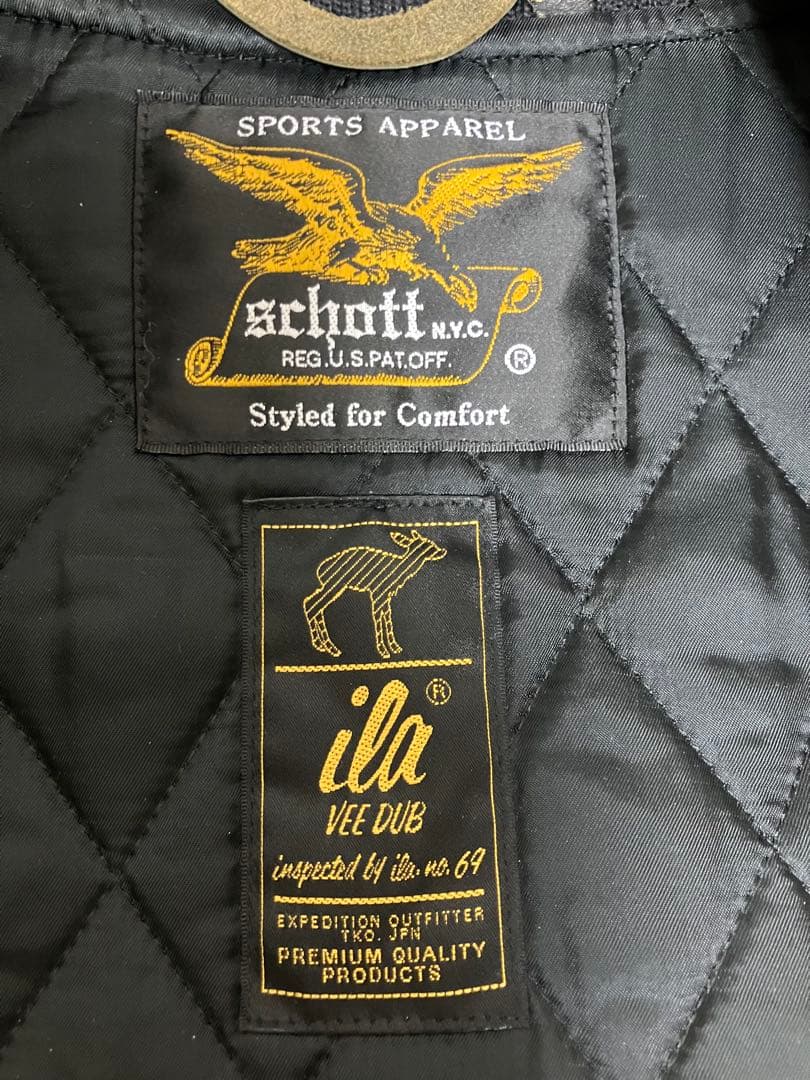 SPORTS APPAREL
schott N.Y.C.
REG.U.S.PAT.OFF. ®
Styled for Comfort
ila ®
VEE DUB
inspected by ila. no. 69
EXPEDITION OUTFITTER
TKO. JPN
PREMIUM QUALITY
PRODUCTS